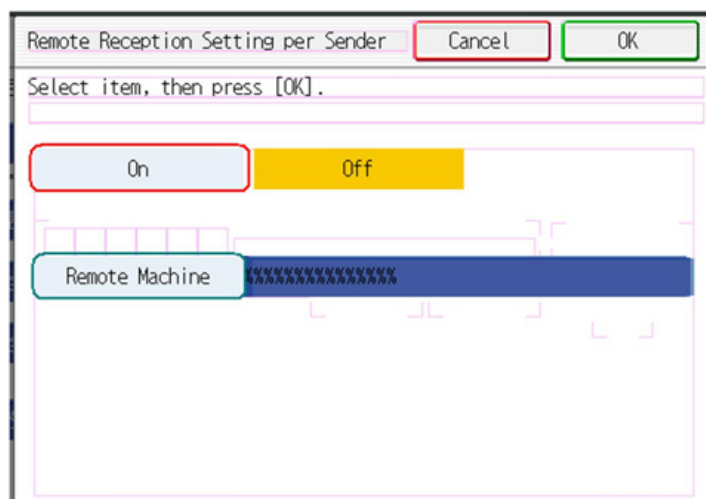 Remote Reception Setting per Sender Cancel OK
Select item, then press [OK].
On Off
Remote Machine %%%%%%%%%%%%%%%